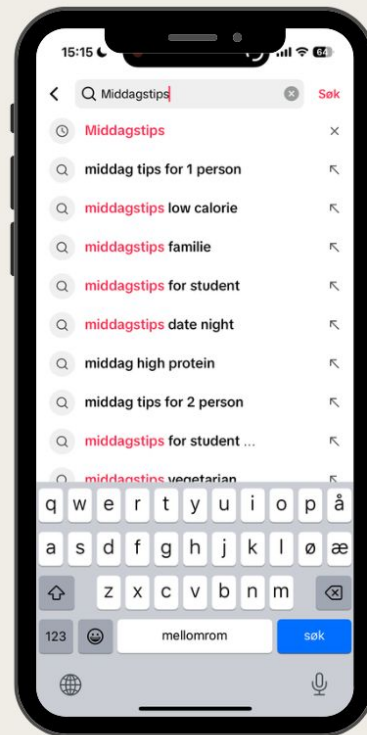 15:15 64
Middagstips Søk
Middagstips
middag tips for 1 person
middagstips low calorie
middagstips familie
middagstips for student
middagstips date night
middag high protein
middag tips for 2 person
middagstips for student ...
middagstips vegetarian
q w e r t y u i o p å
a s d f g h j k l ø æ
z x c v b n m
123 mellomrom søk